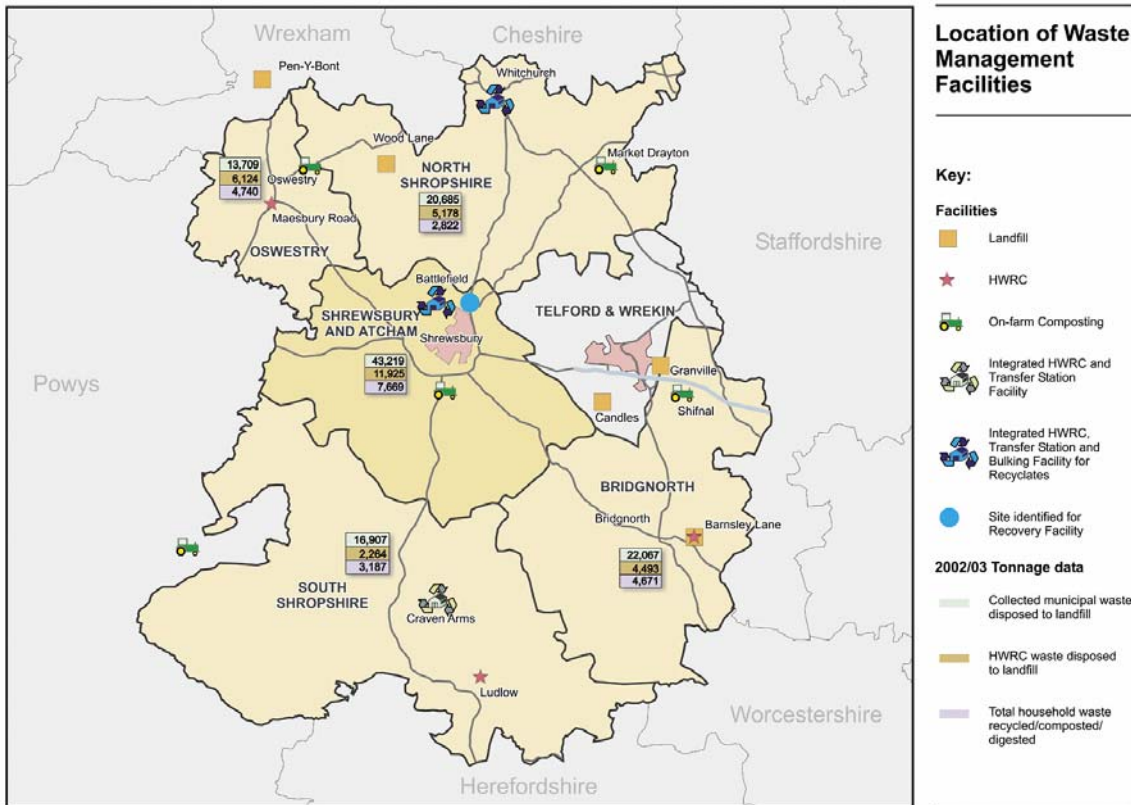 Wrexham
Cheshire
Pen-Y-Bont
Whitchurch
Wood Lane
Market Drayton
13,709
6,124
4,740
Oswestry
NORTH
SHROPSHIRE
20,685
5,178
2,822
Maesbury Road
OSWESTRY
Staffordshire
Battlefield
SHREWSBURY
AND ATCHAM
Shrewsbury
TELFORD & WREKIN
43,219
11,925
7,669
Powys
Granville
Candles
Shifnal
BRIDGNORTH
Bridgnorth
Barnsley Lane
16,907
2,264
3,187
22,067
4,493
4,671
SOUTH
SHROPSHIRE
Craven Arms
Ludlow
Worcestershire
Herefordshire
Location of Waste
Management
Facilities
Key:
Facilities
Landfill
HWRC
On-farm Composting
Integrated HWRC and
Transfer Station
Facility
Integrated HWRC,
Transfer Station and
Bulking Facility for
Recyclates
Site identified for
Recovery Facility
2002/03 Tonnage data
Collected municipal waste
disposed to landfill
HWRC waste disposed
to landfill
Total household waste
recycled/composted/
digested